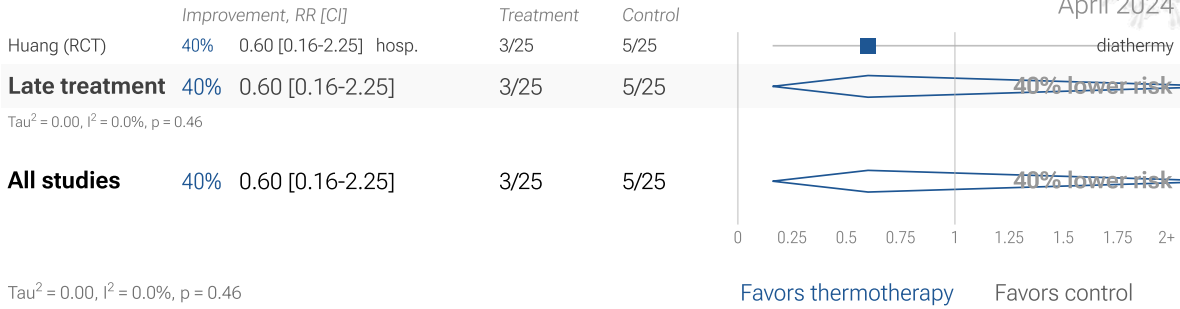 April 2024
Improvement, RR [CI] Treatment Control
Huang (RCT) 40% 0.60 [0.16-2.25] hosp. 3/25 5/25 diathermy
Late treatment 40% 0.60 [0.16-2.25] 3/25 5/25 40% lower risk
Tau² = 0.00, I² = 0.0%, p = 0.46
All studies 40% 0.60 [0.16-2.25] 3/25 5/25 40% lower risk
0 0.25 0.5 0.75 1 1.25 1.5 1.75 2+
Tau² = 0.00, I² = 0.0%, p = 0.46 Favors thermotherapy Favors control